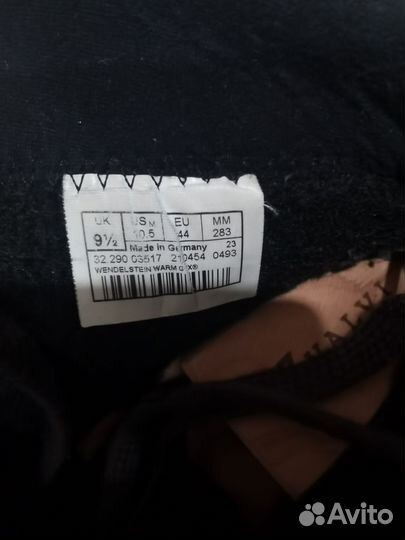 UK US M EU MM
9½ 10.5 44 283
Made in Germany 23
32 290 03517 210454 0493
WENDELSTEIN WARM GTX®
Avito